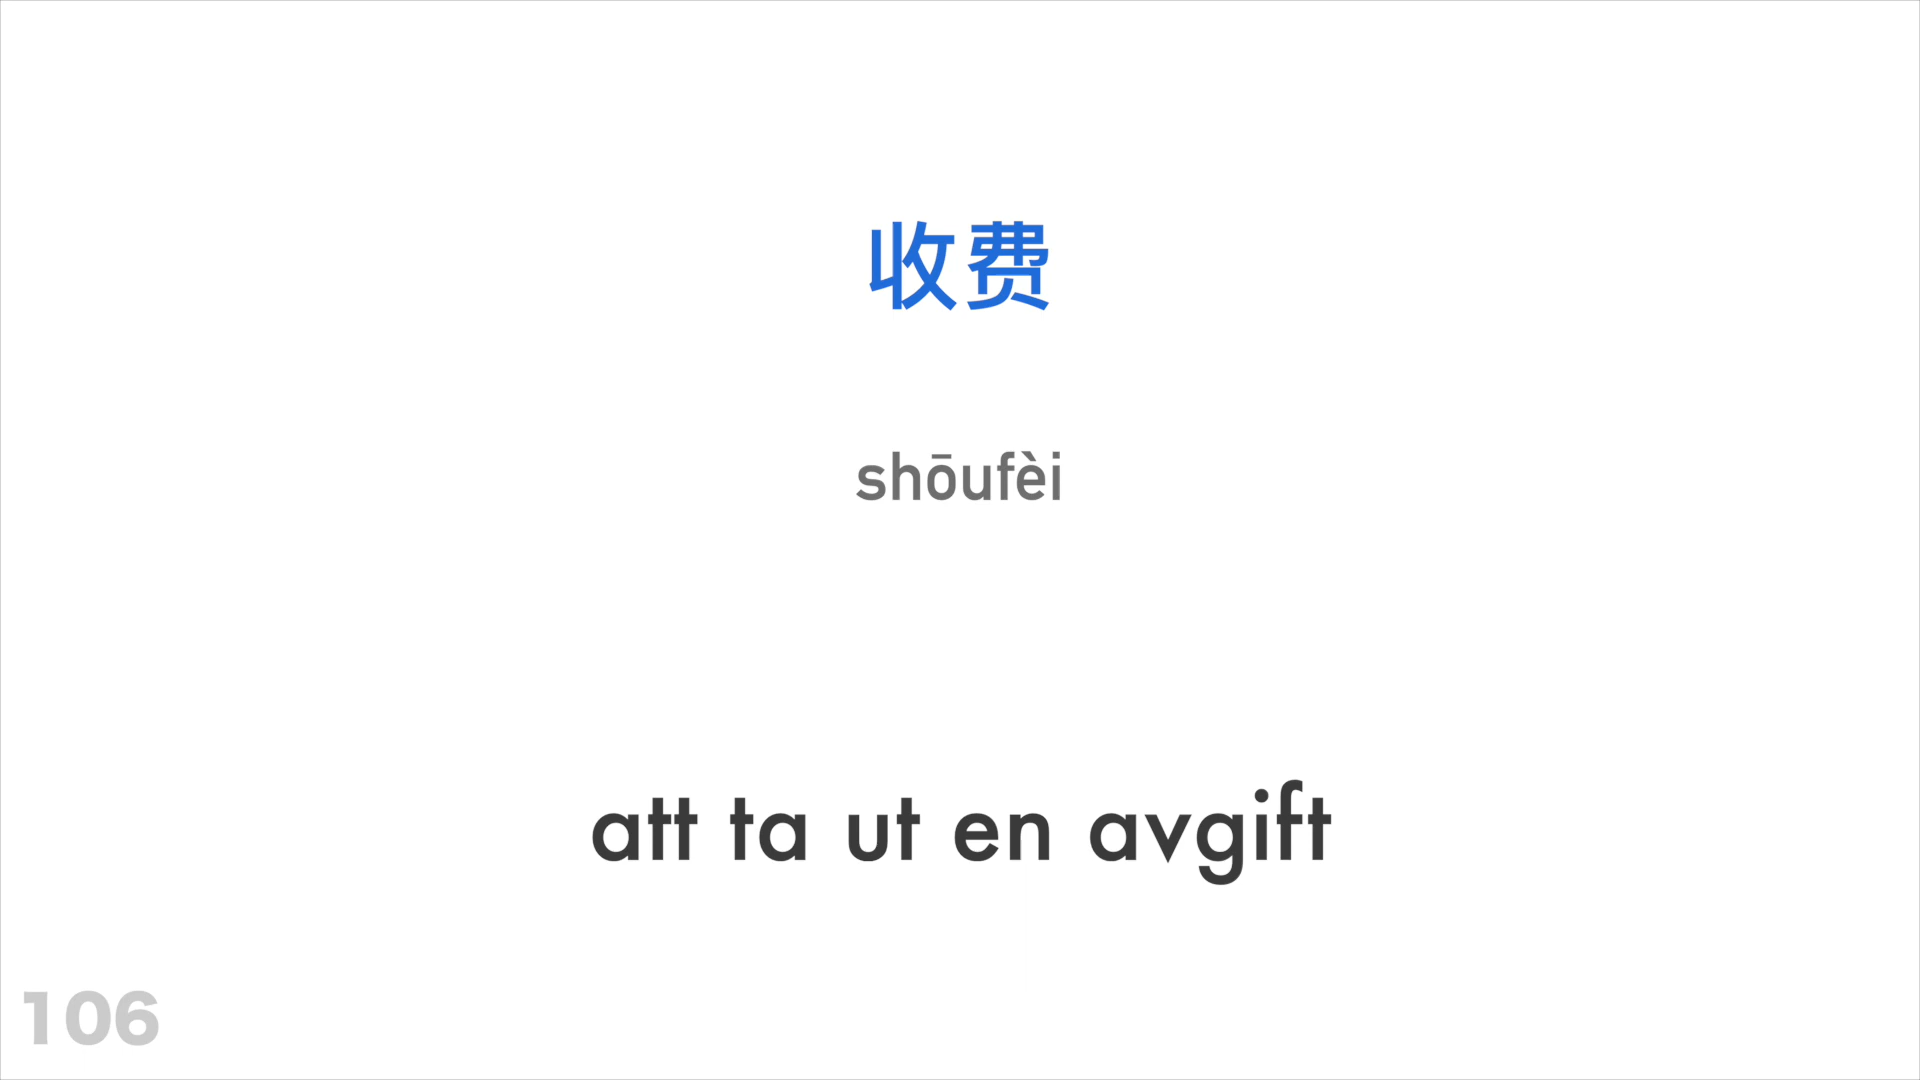 收费
shōufèi
att ta ut en avgift
106